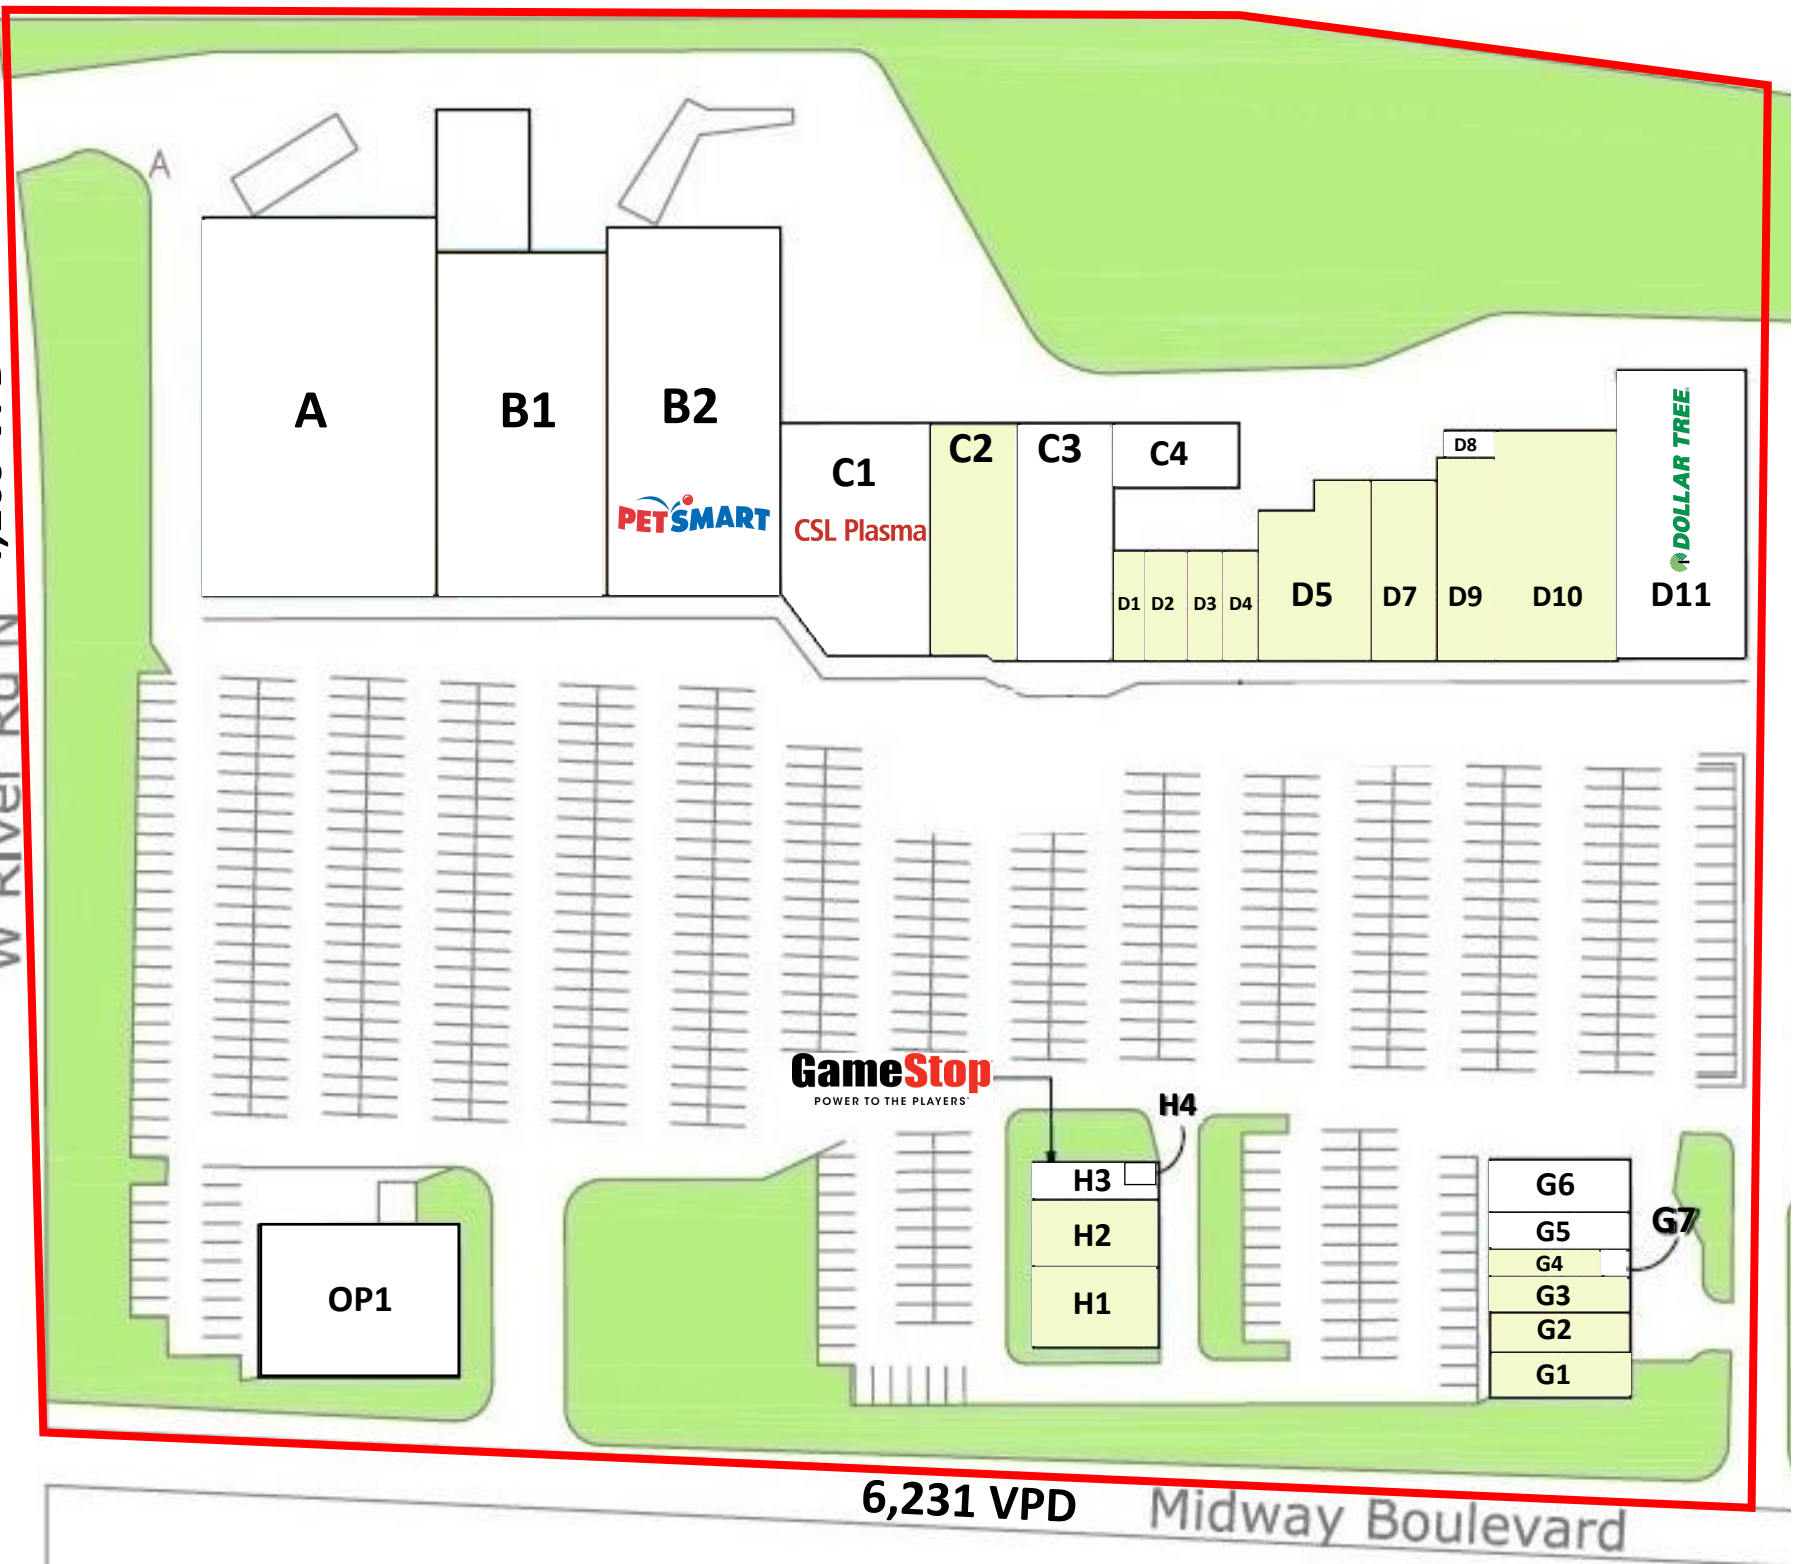 A
A
B1
B2
PETSMART
C1
CSL Plasma
C2
C3
C4
D1
D2
D3
D4
D5
D7
D8
D9
D10
DOLLAR TREE
D11
W River Rd N
GameStop
POWER TO THE PLAYERS
H4
H3
H2
H1
G6
G5
G7
G4
G3
G2
G1
OP1
6,231 VPD
Midway Boulevard